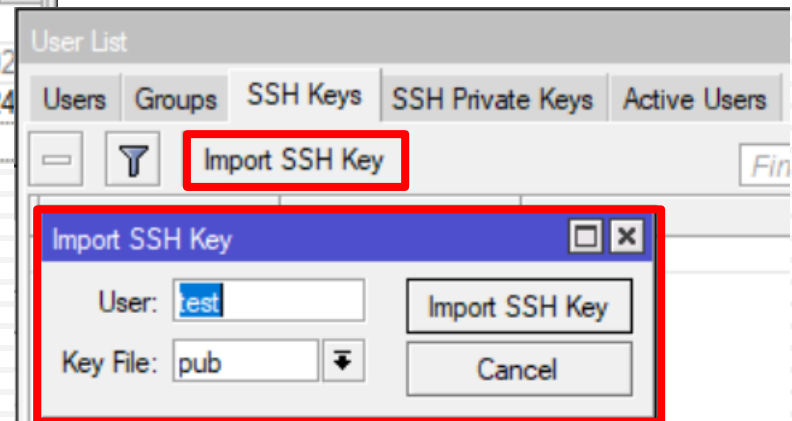 User List
Users Groups SSH Keys SSH Private Keys Active Users
Import SSH Key
Import SSH Key
User: test Import SSH Key
Key File: pub Cancel